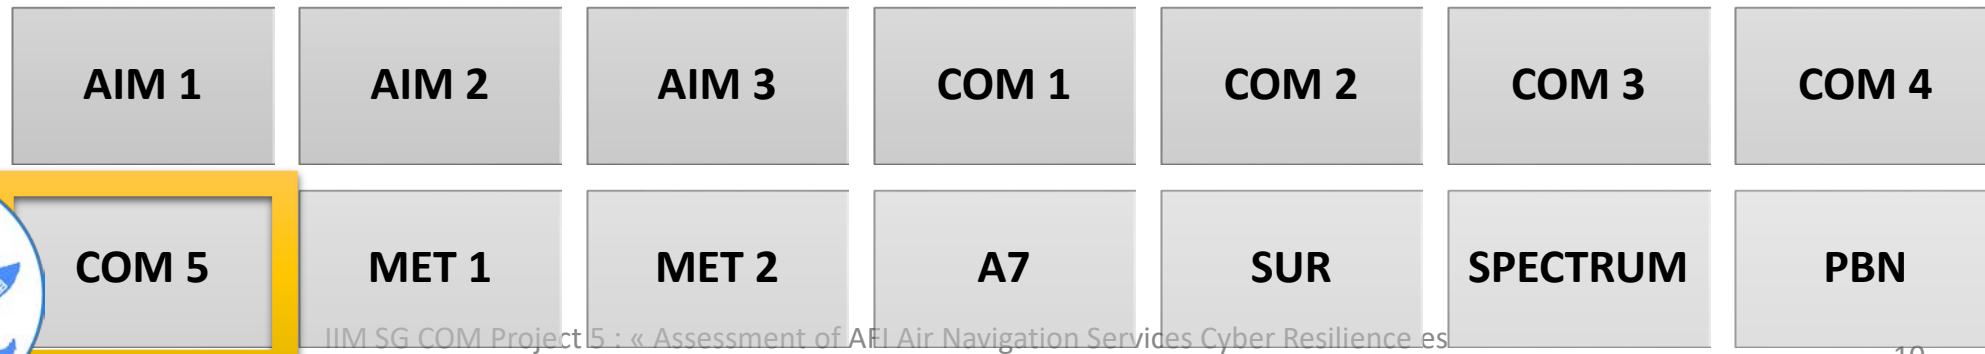 AIM 1 AIM 2 AIM 3 COM 1 COM 2 COM 3 COM 4
COM 5 MET 1 MET 2 A7 SUR SPECTRUM PBN
IIM SG COM Project 5 : « Assessment of AFI Air Navigation Services Cyber Resilience es